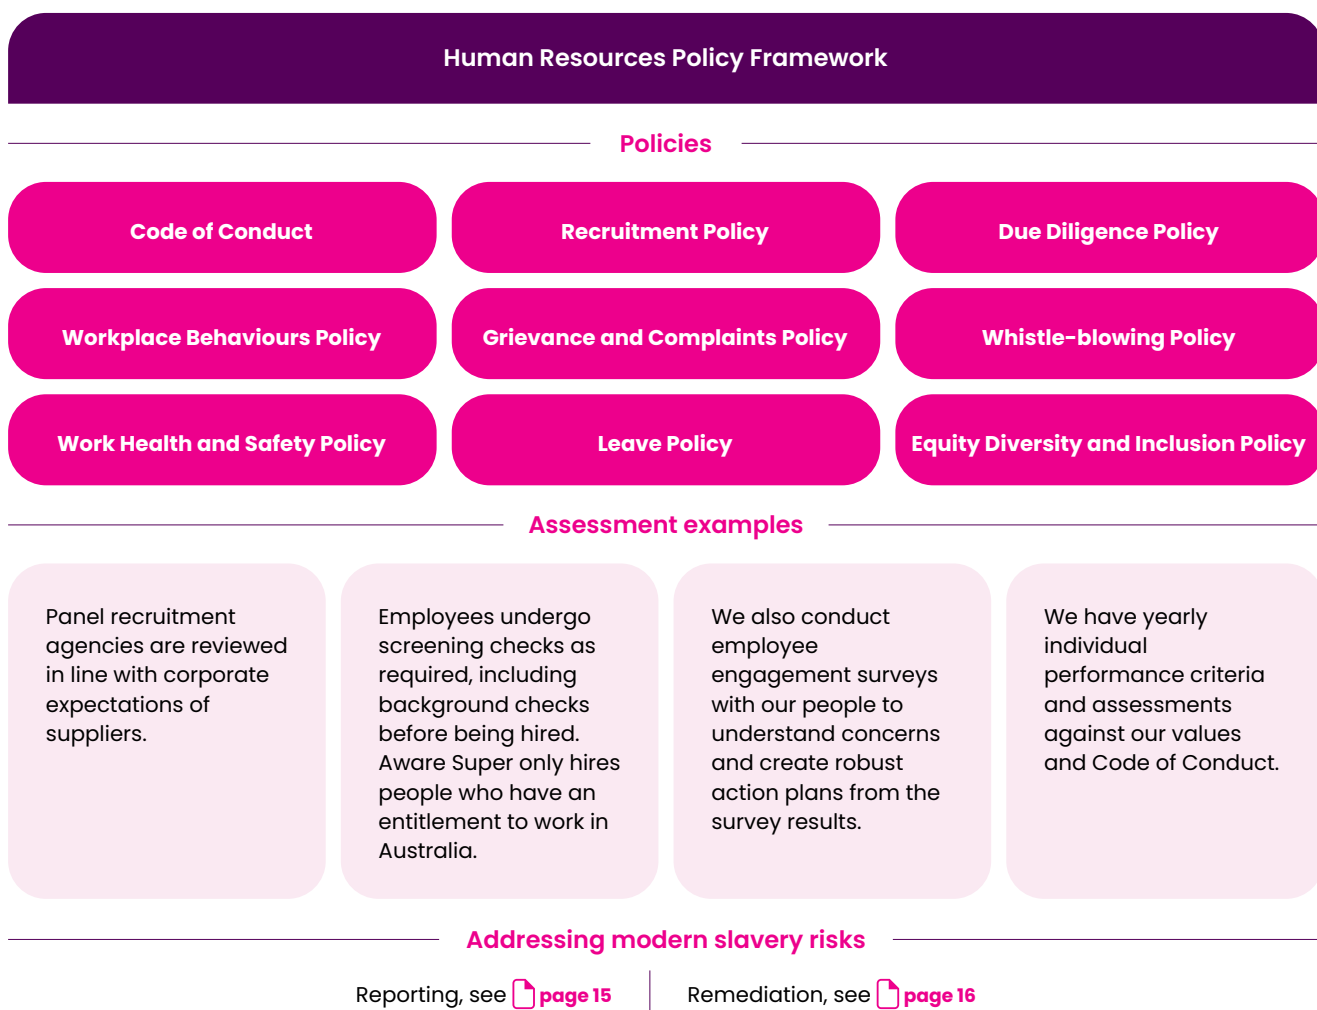 Human Resources Policy Framework
Policies
Code of Conduct
Recruitment Policy
Due Diligence Policy
Workplace Behaviours Policy
Grievance and Complaints Policy
Whistle-blowing Policy
Work Health and Safety Policy
Leave Policy
Equity Diversity and Inclusion Policy
Assessment examples
Panel recruitment
agencies are reviewed
in line with corporate
expectations of
suppliers.
Employees undergo
screening checks as
required, including
background checks
before being hired.
Aware Super only hires
people who have an
entitlement to work in
Australia.
We also conduct
employee
engagement surveys
with our people to
understand concerns
and create robust
action plans from the
survey results.
We have yearly
individual
performance criteria
and assessments
against our values
and Code of Conduct.
Addressing modern slavery risks
Reporting, see page 15
Remediation, see page 16